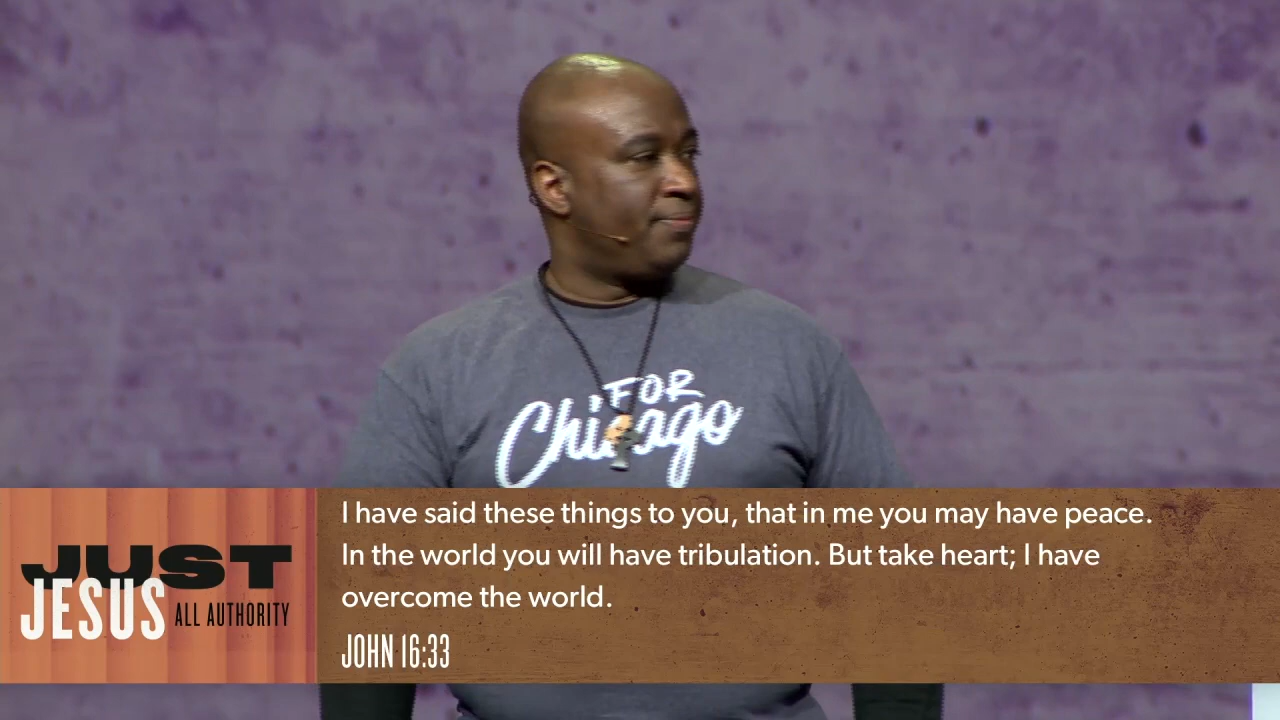 FOR
Chicago
JUST
JESUS ALL AUTHORITY
I have said these things to you, that in me you may have peace.
In the world you will have tribulation. But take heart; I have
overcome the world.
JOHN 16:33